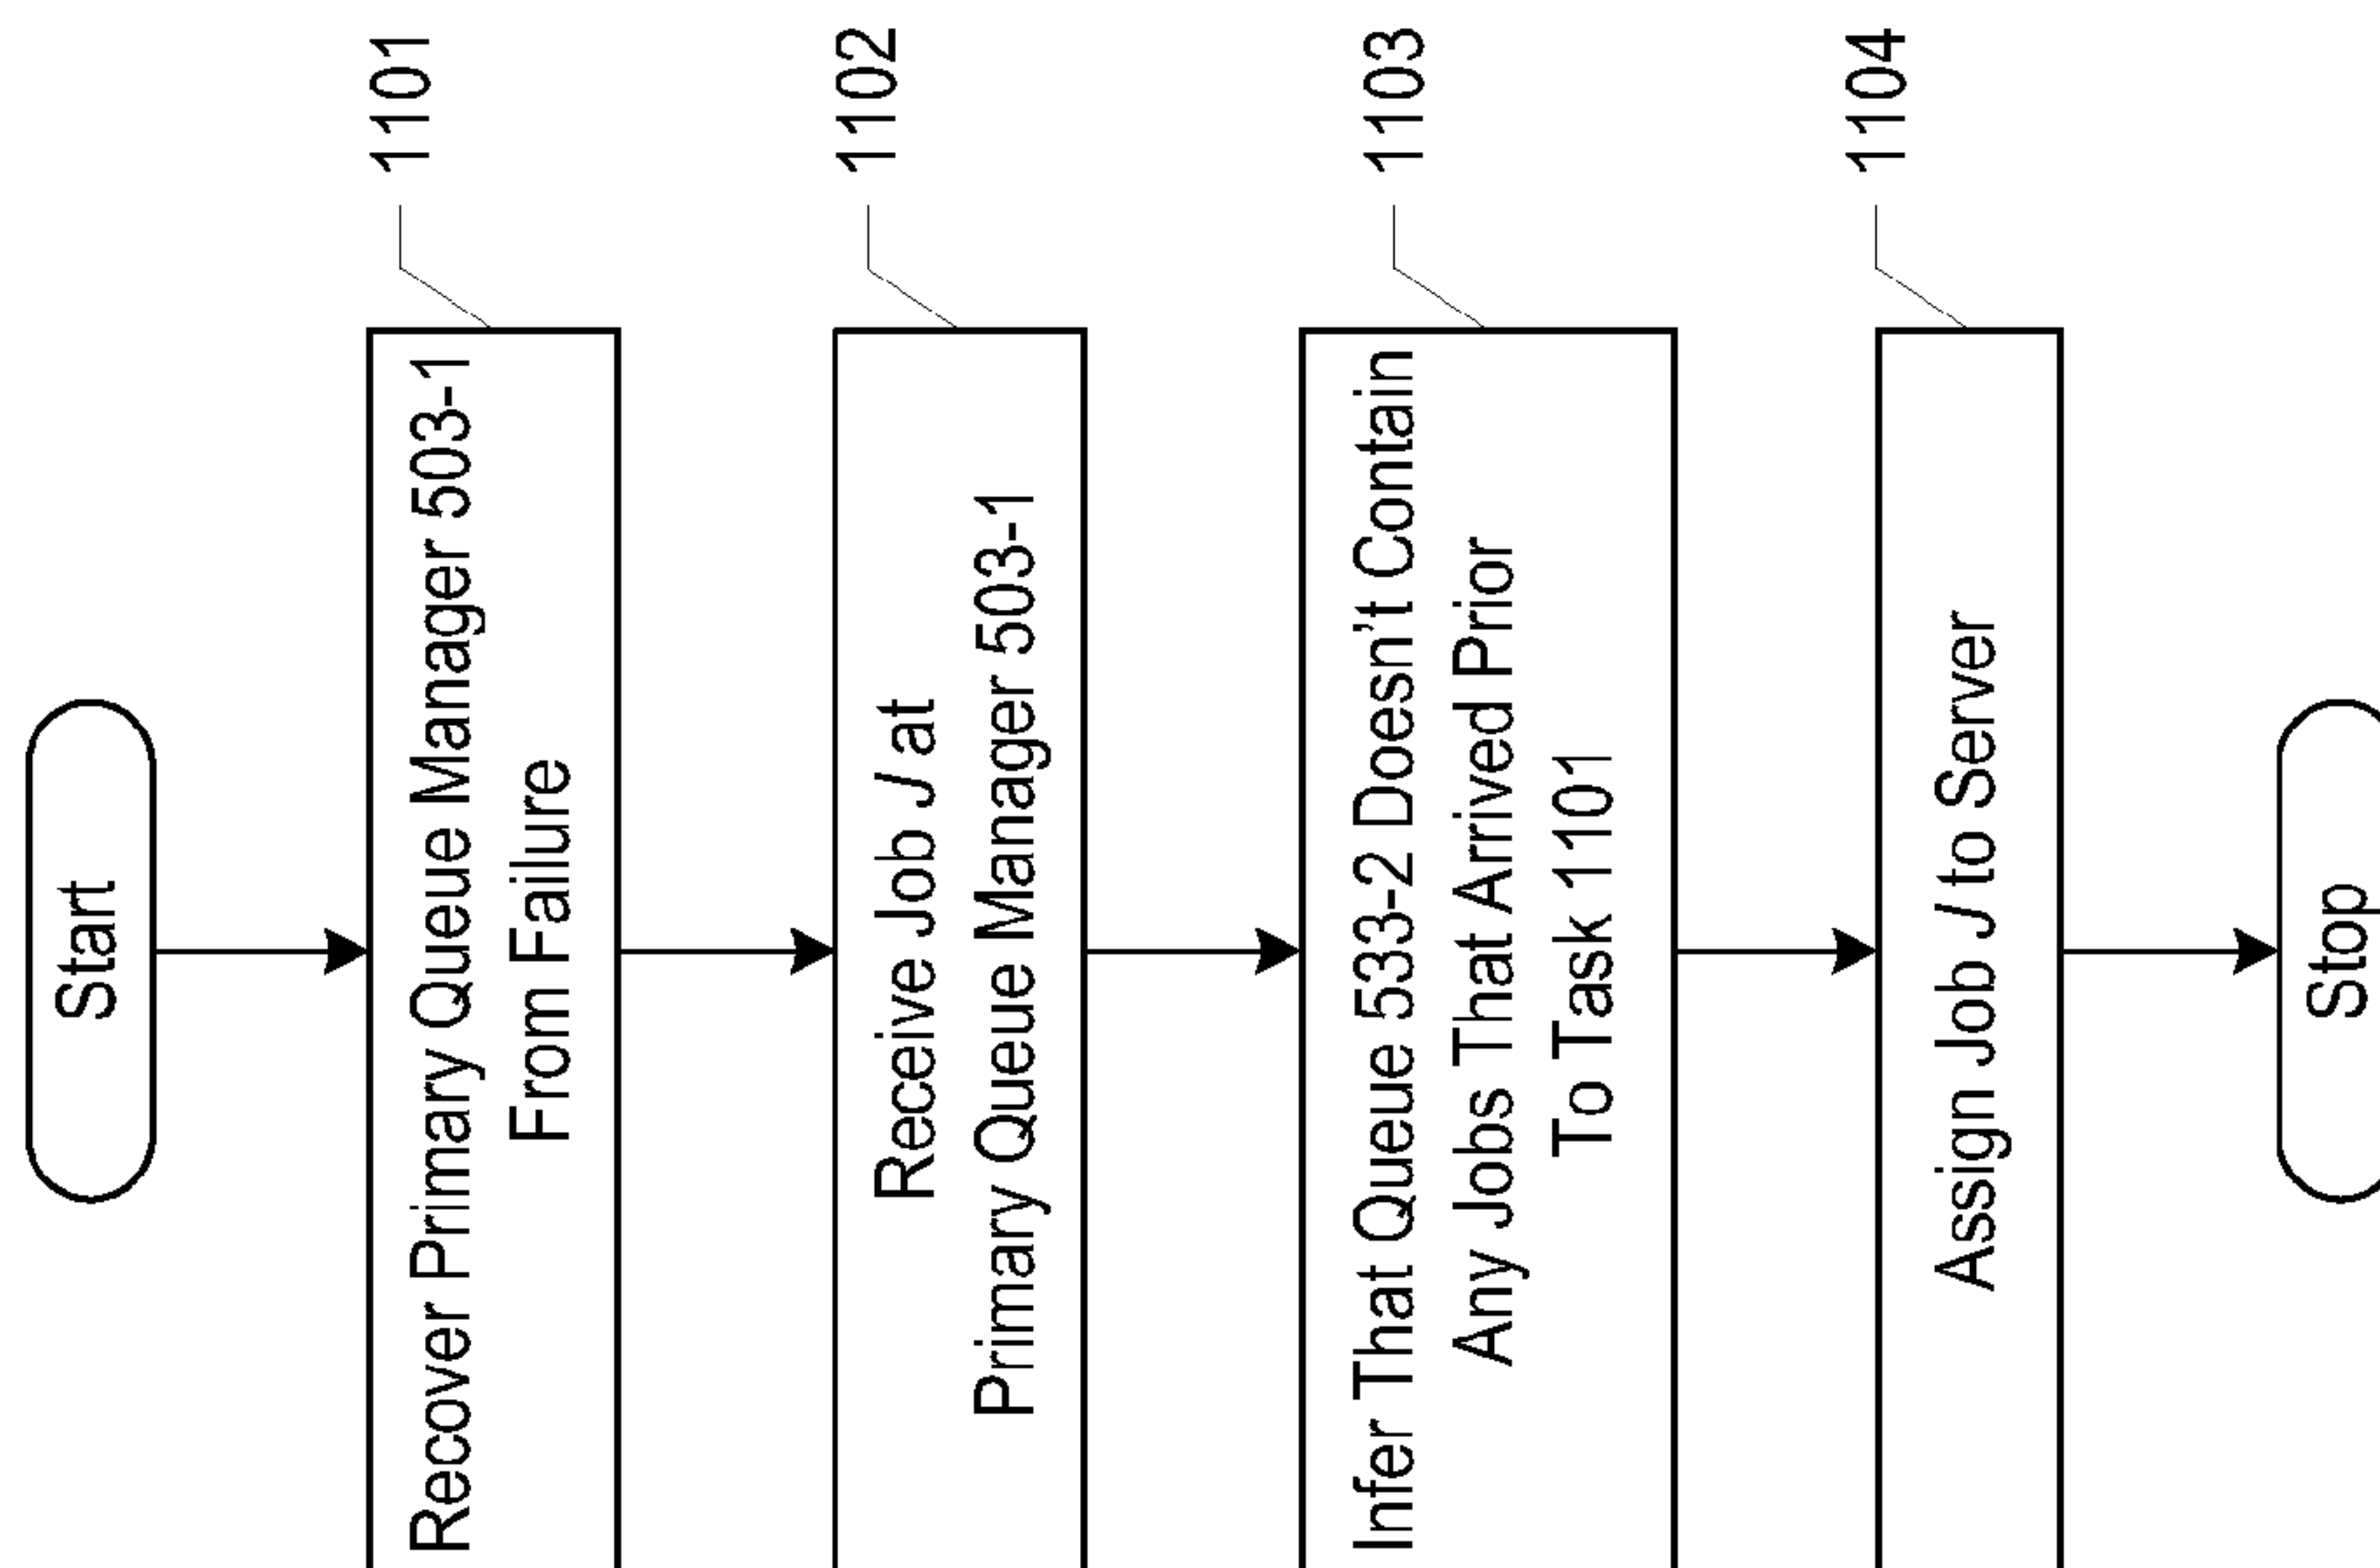 Start
1101
Recover Primary Queue Manager 503-1
From Failure
1102
Receive Job J at
Primary Queue Manager 503-1
1103
Infer That Queue 533-2 Doesn't Contain
Any Jobs That Arrived Prior
To Task 1101
1104
Assign Job J to Server
Stop